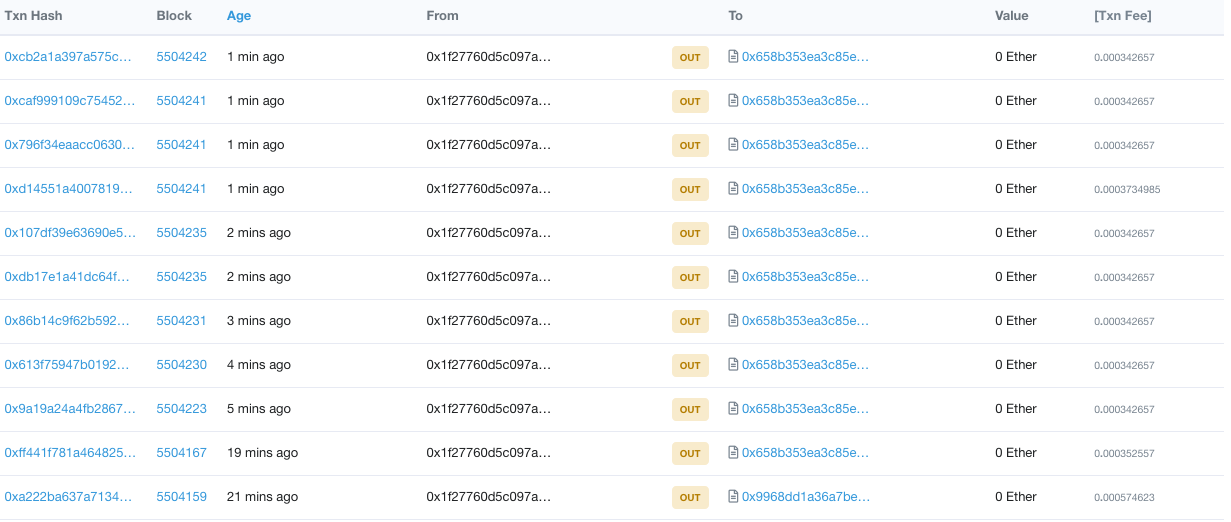 Txn Hash Block Age From To Value [Txn Fee]
0xcb2a1a397a575c... 5504242 1 min ago 0x1f27760d5c097a... OUT 0x658b353ea3c85e... 0 Ether 0.000342657
0xcaf999109c75452... 5504241 1 min ago 0x1f27760d5c097a... OUT 0x658b353ea3c85e... 0 Ether 0.000342657
0x796f34eaacc0630... 5504241 1 min ago 0x1f27760d5c097a... OUT 0x658b353ea3c85e... 0 Ether 0.000342657
0xd14551a4007819... 5504241 1 min ago 0x1f27760d5c097a... OUT 0x658b353ea3c85e... 0 Ether 0.0003734985
0x107df39e63690e5... 5504235 2 mins ago 0x1f27760d5c097a... OUT 0x658b353ea3c85e... 0 Ether 0.000342657
0xdb17e1a41dc64f... 5504235 2 mins ago 0x1f27760d5c097a... OUT 0x658b353ea3c85e... 0 Ether 0.000342657
0x86b14c9f62b592... 5504231 3 mins ago 0x1f27760d5c097a... OUT 0x658b353ea3c85e... 0 Ether 0.000342657
0x613f75947b0192... 5504230 4 mins ago 0x1f27760d5c097a... OUT 0x658b353ea3c85e... 0 Ether 0.000342657
0x9a19a24a4fb2867... 5504223 5 mins ago 0x1f27760d5c097a... OUT 0x658b353ea3c85e... 0 Ether 0.000342657
0xff441f781a464825... 5504167 19 mins ago 0x1f27760d5c097a... OUT 0x658b353ea3c85e... 0 Ether 0.000352557
0xa222ba637a7134... 5504159 21 mins ago 0x1f27760d5c097a... OUT 0x9968dd1a36a7be... 0 Ether 0.000574623